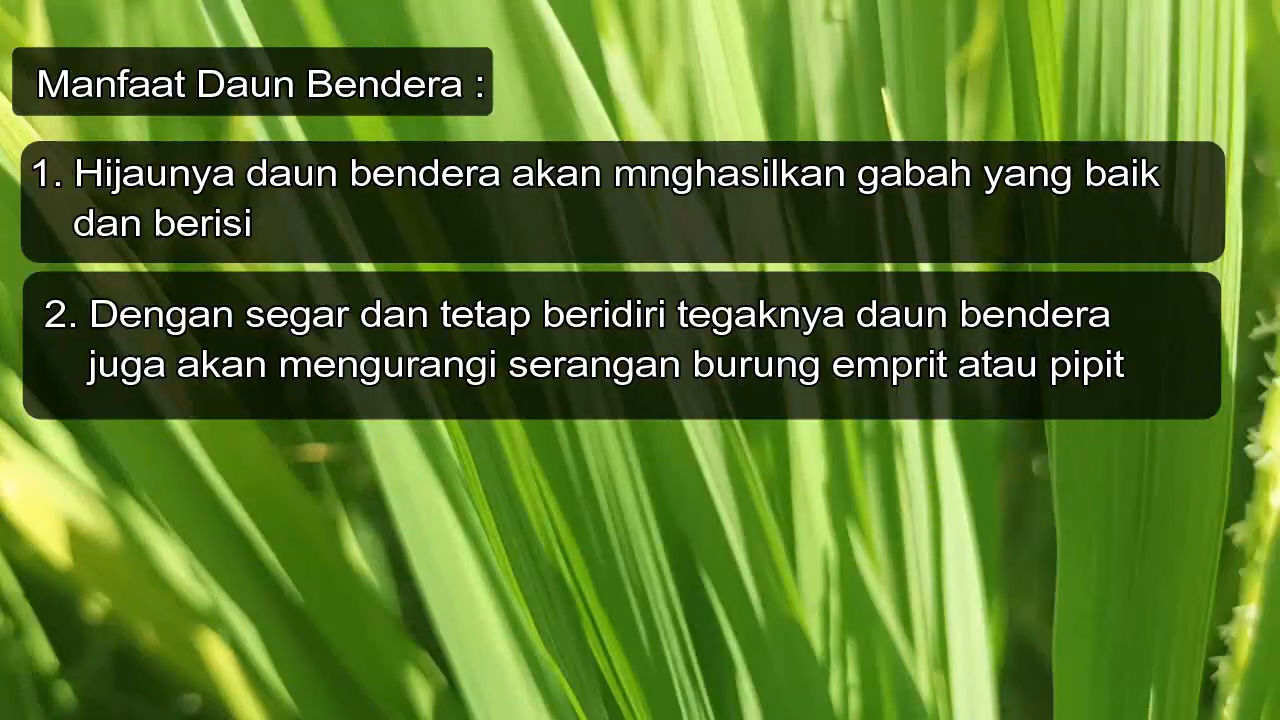 Manfaat Daun Bendera :
1. Hijaunya daun bendera akan mnghasilkan gabah yang baik
dan berisi
2. Dengan segar dan tetap beridiri tegaknya daun bendera
juga akan mengurangi serangan burung emprit atau pipit